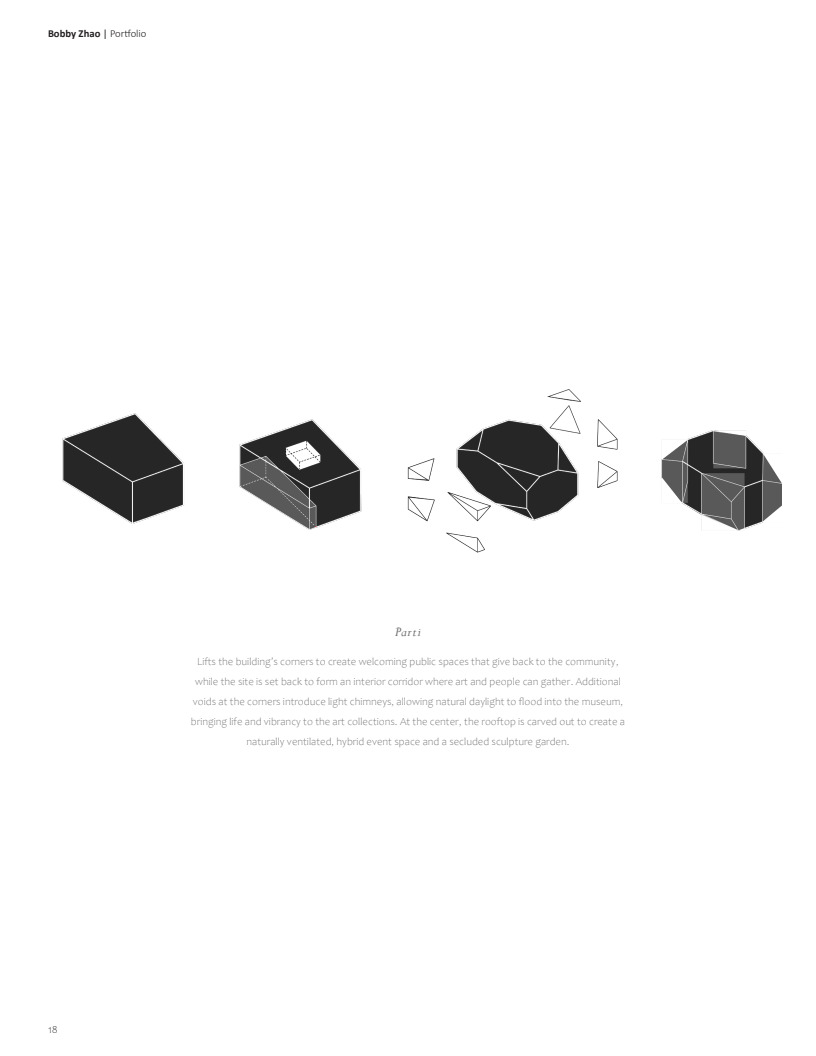 Bobby Zhao | Portfolio
Parti
Lifts the building's corners to create welcoming public spaces that give back to the community,
while the site is set back to form an interior corridor where art and people can gather. Additional
voids at the corners introduce light chimneys, allowing natural daylight to flood into the museum,
bringing life and vibrancy to the art collections. At the center, the rooftop is carved out to create a
naturally ventilated, hybrid event space and a secluded sculpture garden.
18